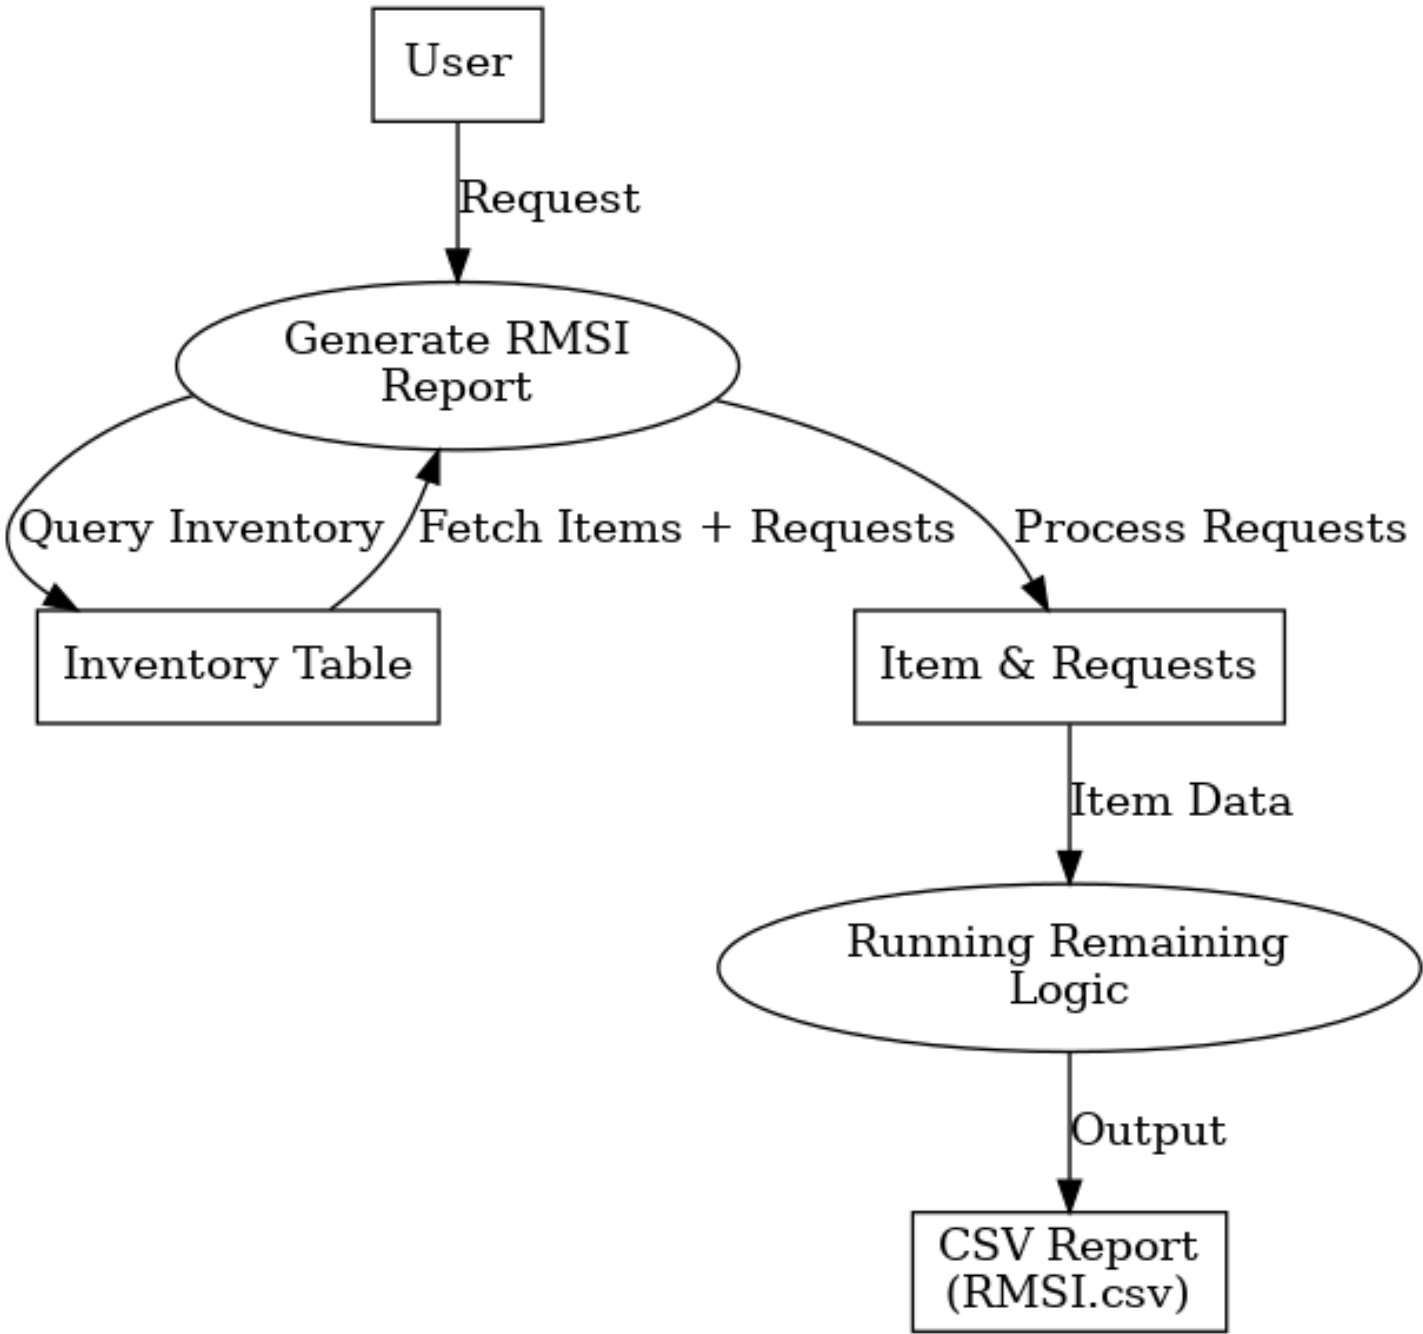 User
Request
Generate RMSI
Report
Query Inventory
Fetch Items + Requests
Process Requests
Inventory Table
Item & Requests
Item Data
Running Remaining
Logic
Output
CSV Report
(RMSI.csv)